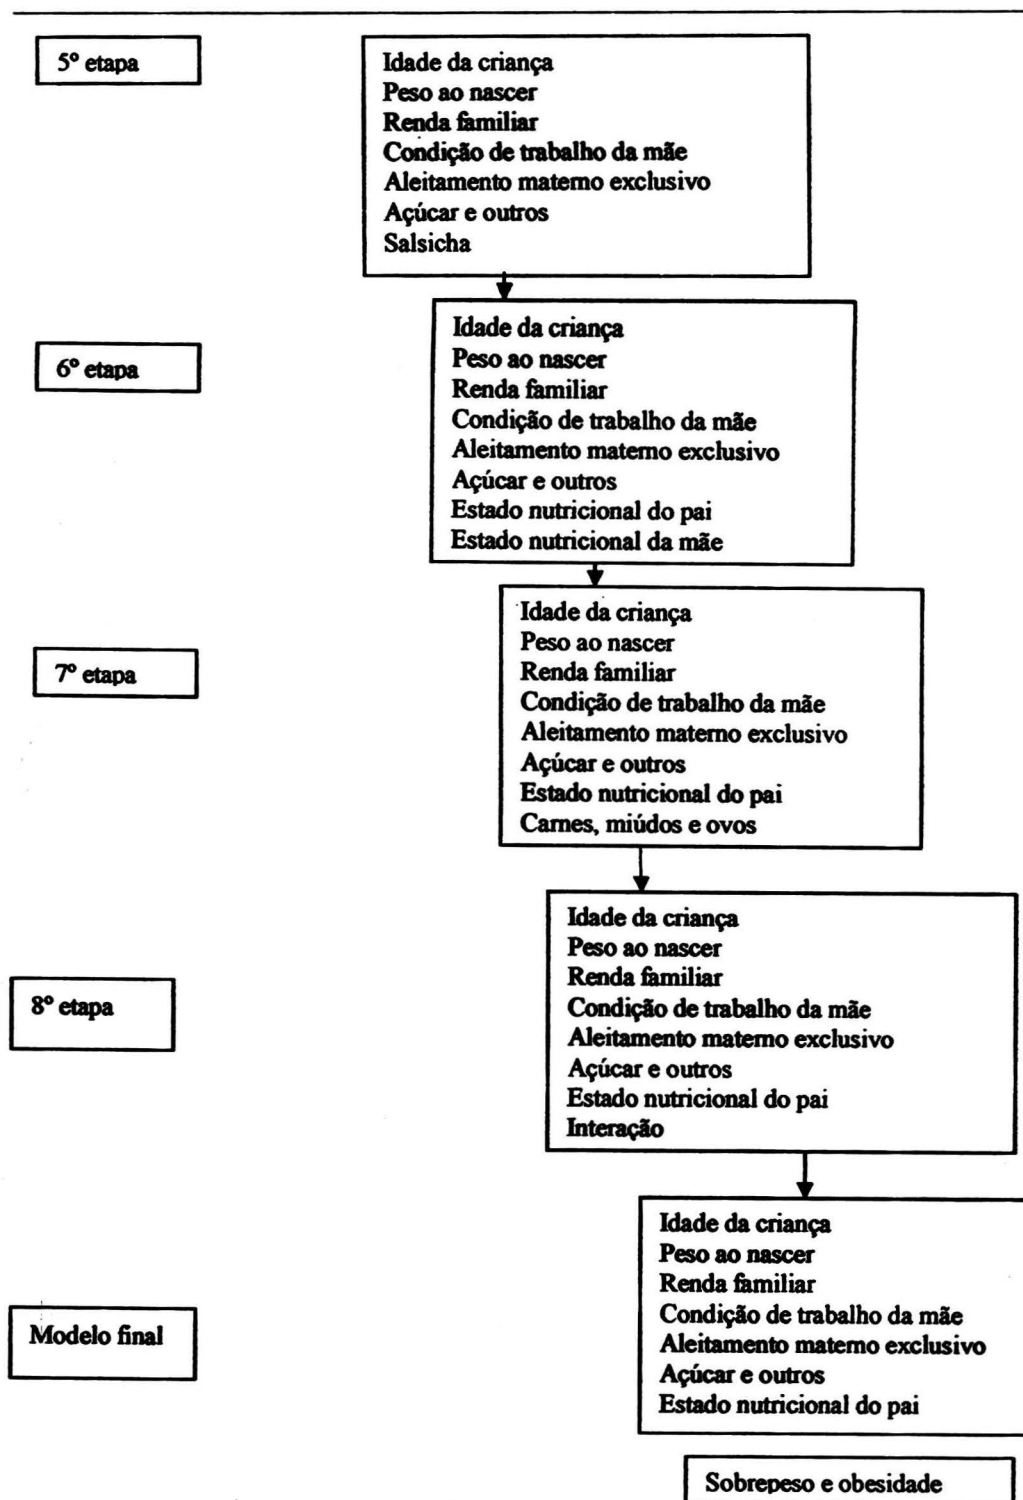 5º etapa
Idade da criança
Peso ao nascer
Renda familiar
Condição de trabalho da mãe
Aleitamento materno exclusivo
Açúcar e outros
Salsicha
6º etapa
Idade da criança
Peso ao nascer
Renda familiar
Condição de trabalho da mãe
Aleitamento materno exclusivo
Açúcar e outros
Estado nutricional do pai
Estado nutricional da mãe
7º etapa
Idade da criança
Peso ao nascer
Renda familiar
Condição de trabalho da mãe
Aleitamento materno exclusivo
Açúcar e outros
Estado nutricional do pai
Carnes, miúdos e ovos
8º etapa
Idade da criança
Peso ao nascer
Renda familiar
Condição de trabalho da mãe
Aleitamento materno exclusivo
Açúcar e outros
Estado nutricional do pai
Interação
Modelo final
Idade da criança
Peso ao nascer
Renda familiar
Condição de trabalho da mãe
Aleitamento materno exclusivo
Açúcar e outros
Estado nutricional do pai
Sobrepeso e obesidade